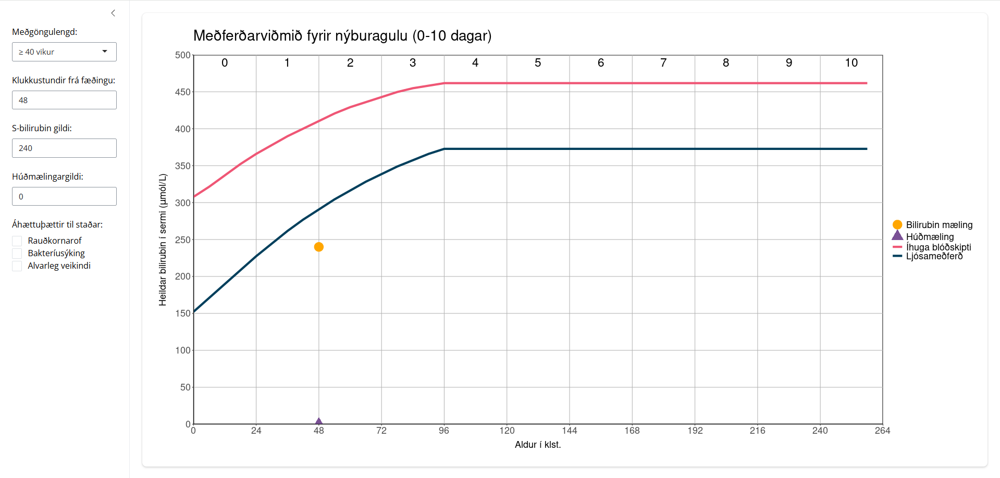 Meðgöngulengd:
≥ 40 vikur
Klukkustundir frá fæðingu:
48
S-bilirubin gildi:
240
Húðmælingargildi:
0
Áhættuþættir til staðar:
Rauðkornarof
Bakteríusýking
Alvarleg veikindi
Meðferðarviðmið fyrir nýburagulu (0-10 dagar)
0 1 2 3 4 5 6 7 8 9 10
500
450
400
350
300
250
200
150
100
50
0
Heildar bilirubin í sermi (µmól/L)
0 24 48 72 96 120 144 168 192 216 240 264
Aldur í klst.
Bilirubin mæling
Húðmæling
Íhuga blóðskipti
Ljósameðferð